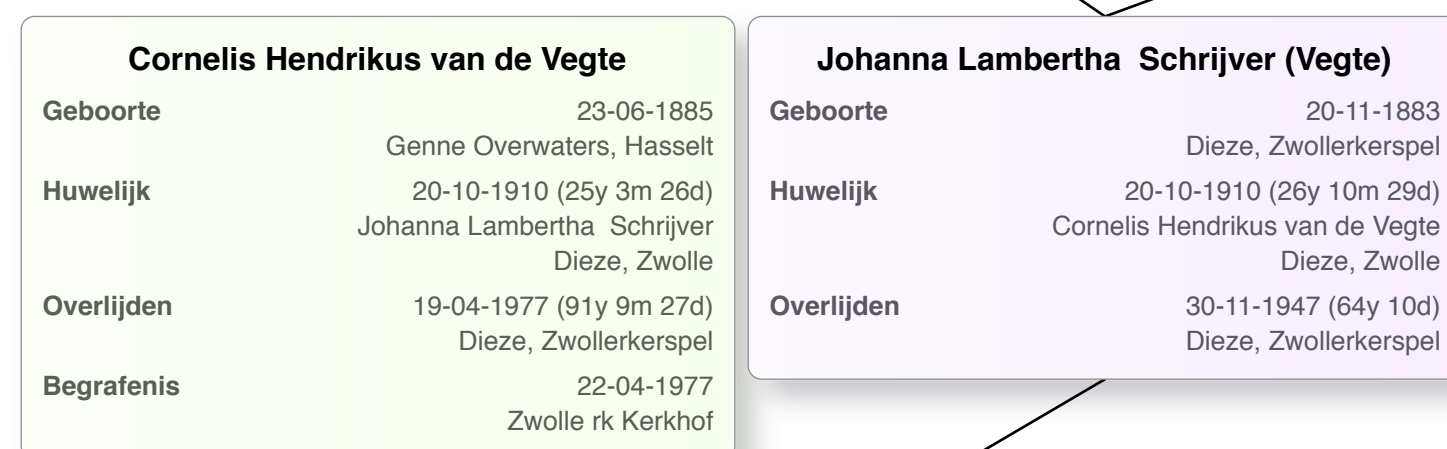 Cornelis Hendrikus van de Vegte
Geboorte 23-06-1885
Genne Overwaters, Hasselt
Huwelijk 20-10-1910 (25y 3m 26d)
Johanna Lambertha Schrijver
Dieze, Zwolle
Overlijden 19-04-1977 (91y 9m 27d)
Dieze, Zwollerkerspel
Begrafenis 22-04-1977
Zwolle rk Kerkhof
Johanna Lambertha Schrijver (Vegte)
Geboorte 20-11-1883
Dieze, Zwollerkerspel
Huwelijk 20-10-1910 (26y 10m 29d)
Cornelis Hendrikus van de Vegte
Dieze, Zwolle
Overlijden 30-11-1947 (64y 10d)
Dieze, Zwollerkerspel